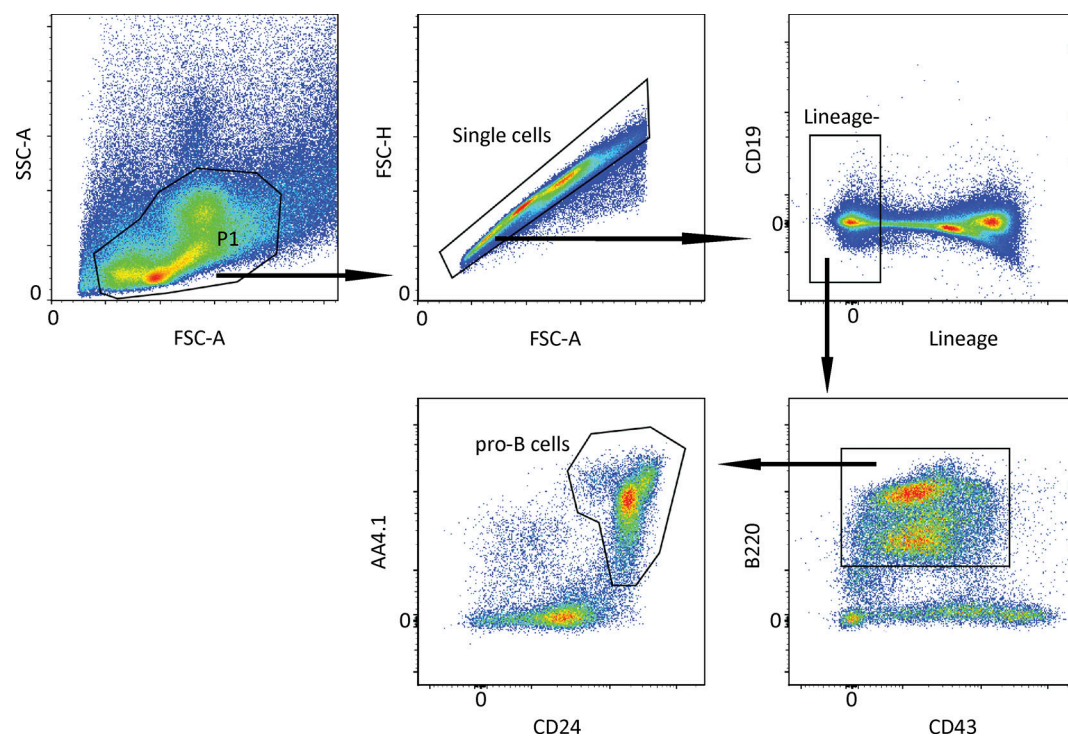 SSC-A
P1
0
0
FSC-A
FSC-H
Single cells
0
0
FSC-A
CD19
Lineage-
0
0
Lineage
AA4.1
pro-B cells
0
0
CD24
B220
0
0
CD43